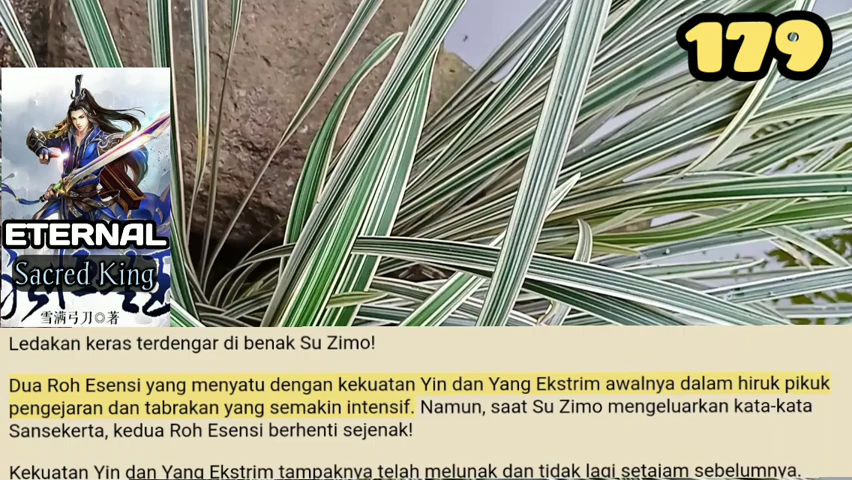 179
ETERNAL
Sacred King
雪满弓刀◎著
Ledakan keras terdengar di benak Su Zimo!
Dua Roh Esensi yang menyatu dengan kekuatan Yin dan Yang Ekstrim awalnya dalam hiruk pikuk
pengejaran dan tabrakan yang semakin intensif. Namun, saat Su Zimo mengeluarkan kata-kata
Sansekerta, kedua Roh Esensi berhenti sejenak!
Kekuatan Yin dan Yang Ekstrim tampaknya telah melunak dan tidak lagi setajam sebelumnya.